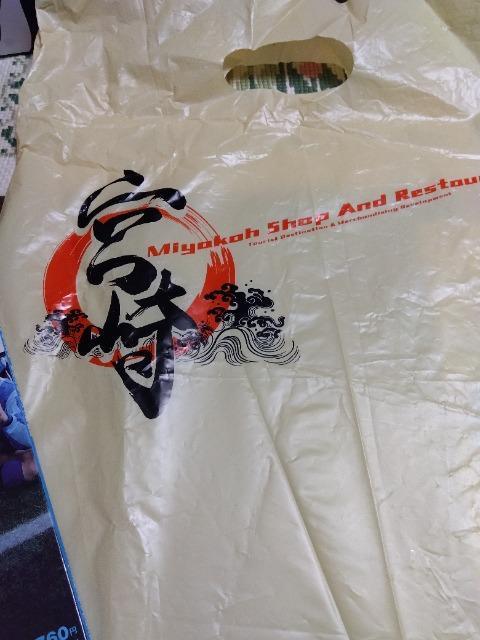 宮崎
Miyakoh Shop And Restau
Tourist Destination & Merchandising Development
760円